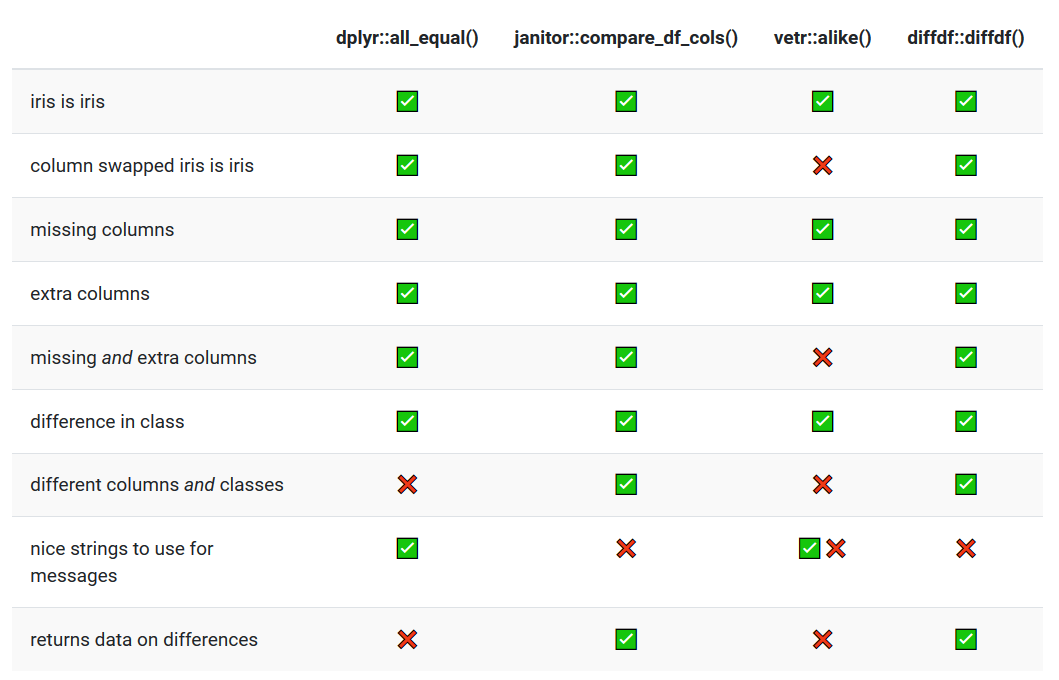 dplyr::all_equal() janitor::compare_df_cols() vetr::alike() diffdf::diffdf()
iris is iris ✅ ✅ ✅ ✅
column swapped iris is iris ✅ ✅ ❌ ✅
missing columns ✅ ✅ ✅ ✅
extra columns ✅ ✅ ✅ ✅
missing and extra columns ✅ ✅ ❌ ✅
difference in class ✅ ✅ ✅ ✅
different columns and classes ❌ ✅ ❌ ✅
nice strings to use for ✅ ❌ ✅❌ ❌
messages
returns data on differences ❌ ✅ ❌ ✅